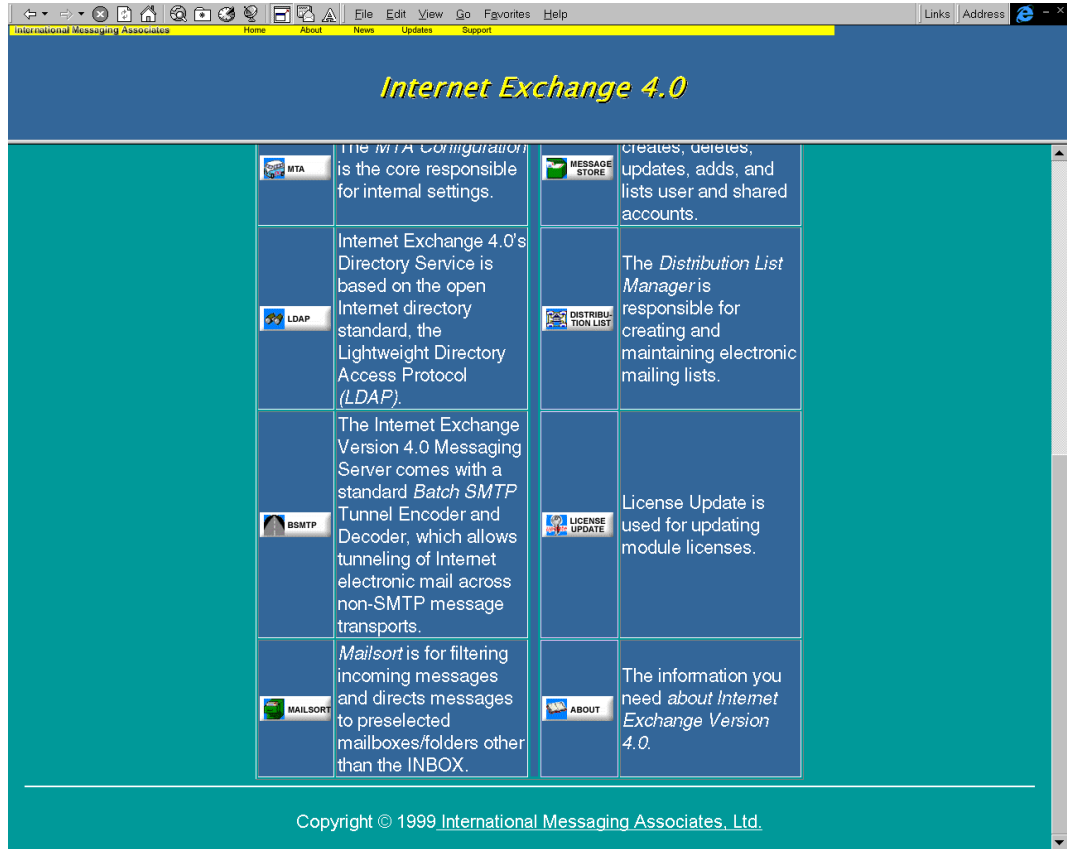 File Edit View Go Favorites Help Links Address
International Messaging Associates Home About News Updates Support
Internet Exchange 4.0
MTA
The MTA Configuration
is the core responsible
for internal settings.
MESSAGE
STORE
creates, deletes,
updates, adds, and
lists user and shared
accounts.
LDAP
Internet Exchange 4.0's
Directory Service is
based on the open
Internet directory
standard, the
Lightweight Directory
Access Protocol
(LDAP).
DISTRIBU-
TION LIST
The Distribution List
Manager is
responsible for
creating and
maintaining electronic
mailing lists.
BSMTP
The Internet Exchange
Version 4.0 Messaging
Server comes with a
standard Batch SMTP
Tunnel Encoder and
Decoder, which allows
tunneling of Internet
electronic mail across
non-SMTP message
transports.
LICENSE
UPDATE
License Update is
used for updating
module licenses.
MAILSORT
Mailsort is for filtering
incoming messages
and directs messages
to preselected
mailboxes/folders other
than the INBOX.
ABOUT
The information you
need about Internet
Exchange Version
4.0.
Copyright © 1999 International Messaging Associates, Ltd.